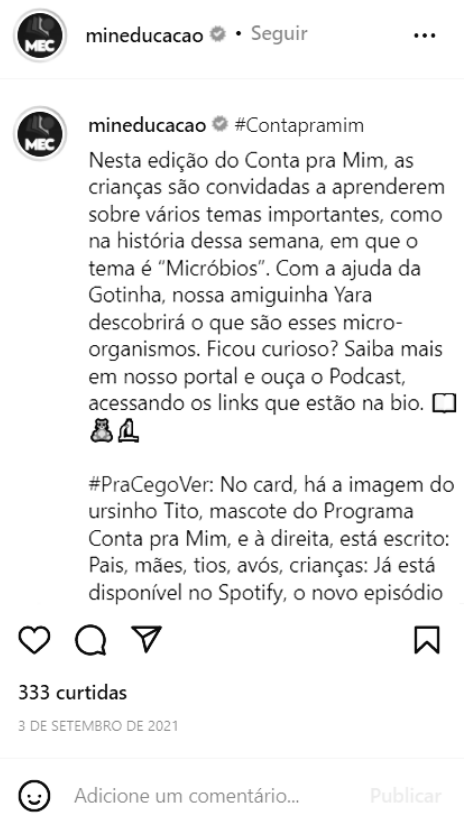 MEC
mineducacao • Seguir
MEC
mineducacao #Contapramim
Nesta edição do Conta pra Mim, as
crianças são convidadas a aprenderem
sobre vários temas importantes, como
na história dessa semana, em que o
tema é “Micróbios”. Com a ajuda da
Gotinha, nossa amiguinha Yara
descobrirá o que são esses micro-
organismos. Ficou curioso? Saiba mais
em nosso portal e ouça o Podcast,
acessando os links que estão na bio.
#PraCegoVer: No card, há a imagem do
ursinho Tito, mascote do Programa
Conta pra Mim, e à direita, está escrito:
Pais, mães, tios, avós, crianças: Já está
disponível no Spotify, o novo episódio
333 curtidas
3 DE SETEMBRO DE 2021
Adicione um comentário... Publicar